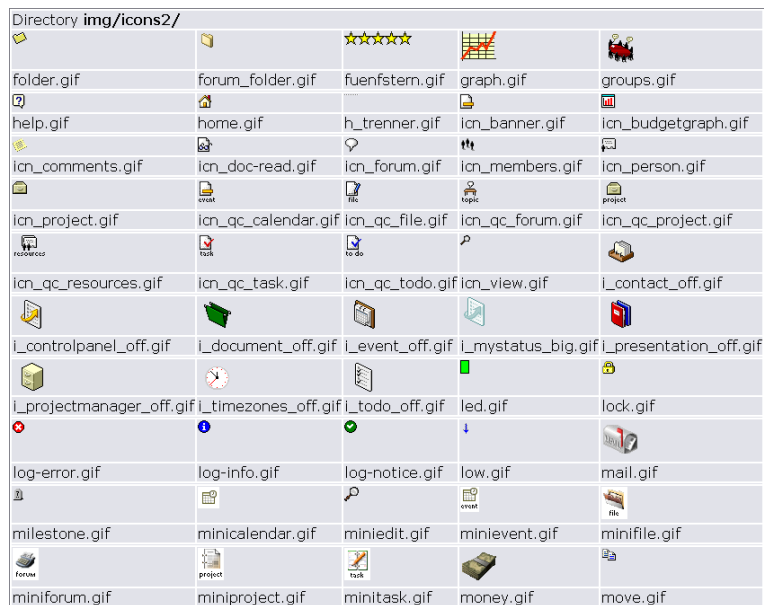 Directory img/icons2/
folder.gif forum_folder.gif fuenfstern.gif graph.gif groups.gif
help.gif home.gif h_trenner.gif icn_banner.gif icn_budgetgraph.gif
icn_comments.gif icn_doc-read.gif icn_forum.gif icn_members.gif icn_person.gif
event file topic project
icn_project.gif icn_qc_calendar.gif icn_qc_file.gif icn_qc_forum.gif icn_qc_project.gif
resources task to do
icn_qc_resources.gif icn_qc_task.gif icn_qc_todo.gif icn_view.gif i_contact_off.gif
i_controlpanel_off.gif i_document_off.gif i_event_off.gif i_mystatus_big.gif i_presentation_off.gif
i_projectmanager_off.gif i_timezones_off.gif i_todo_off.gif led.gif lock.gif
MAIL
log-error.gif log-info.gif log-notice.gif low.gif mail.gif
event file
milestone.gif minicalendar.gif miniedit.gif minievent.gif minifile.gif
forum project task
miniforum.gif miniproject.gif minitask.gif money.gif move.gif